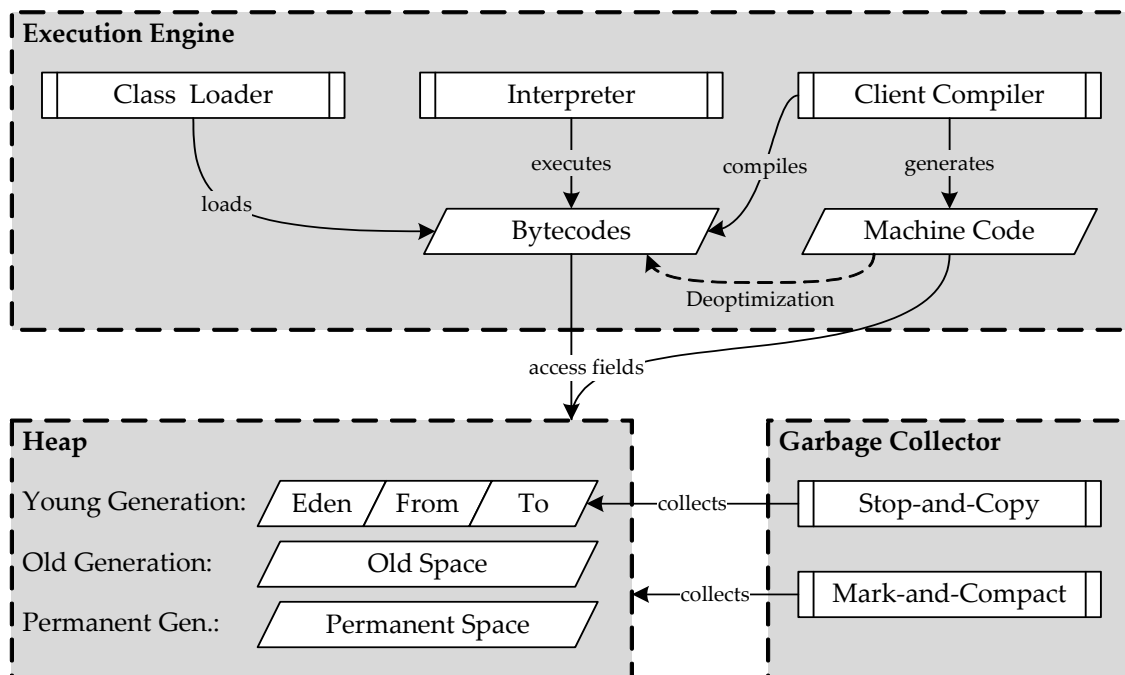 Execution Engine
Class Loader
Interpreter
Client Compiler
executes
compiles
generates
loads
Bytecodes
Machine Code
Deoptimization
access fields
Heap
Garbage Collector
Young Generation:
Eden
From
To
collects
Stop-and-Copy
Old Generation:
Old Space
collects
Mark-and-Compact
Permanent Gen.:
Permanent Space